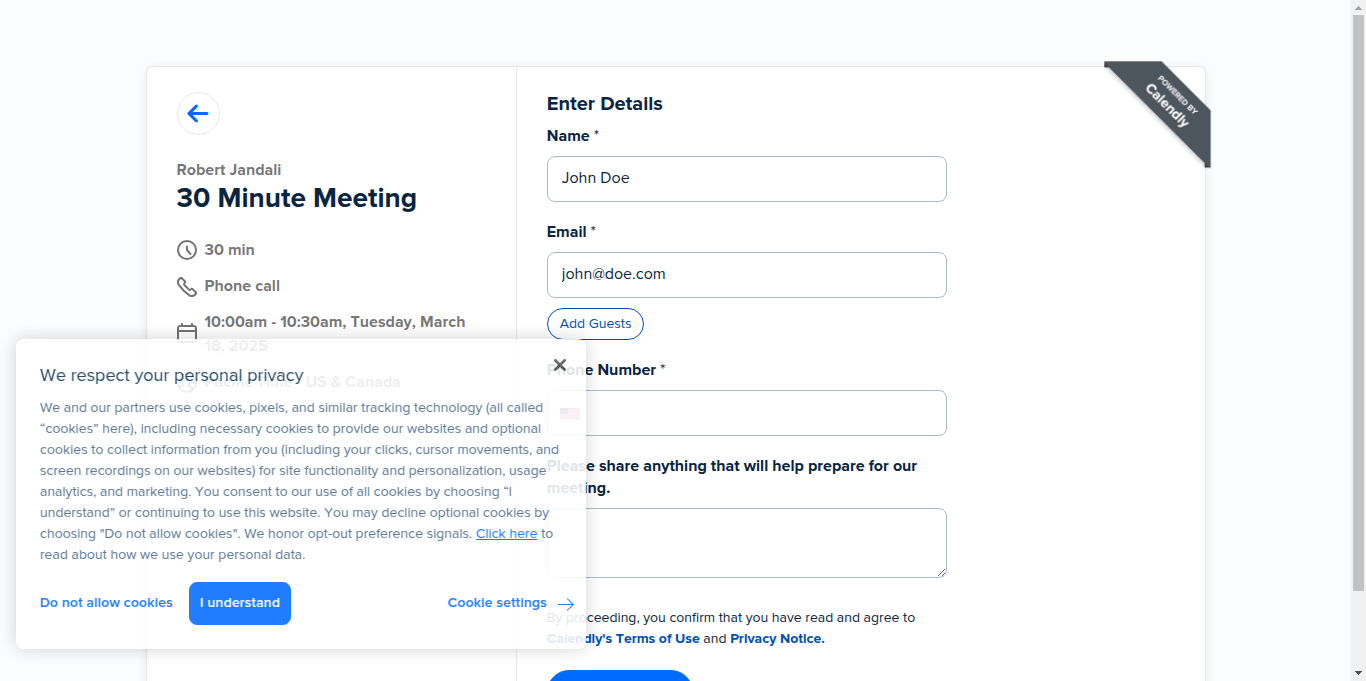 POWERED BY
Calendly
Robert Jandali
30 Minute Meeting
30 min
Phone call
10:00am - 10:30am, Tuesday, March
18, 2025
Pacific Time - US & Canada
Enter Details
Name *
John Doe
Email *
john@doe.com
Add Guests
Phone Number *
Please share anything that will help prepare for our
meeting.
By proceeding, you confirm that you have read and agree to
Calendly's Terms of Use and Privacy Notice.
We respect your personal privacy
We and our partners use cookies, pixels, and similar tracking technology (all called
“cookies” here), including necessary cookies to provide our websites and optional
cookies to collect information from you (including your clicks, cursor movements, and
screen recordings on our websites) for site functionality and personalization, usage
analytics, and marketing. You consent to our use of all cookies by choosing “I
understand” or continuing to use this website. You may decline optional cookies by
choosing "Do not allow cookies". We honor opt-out preference signals. Click here to
read about how we use your personal data.
Do not allow cookies
I understand
Cookie settings